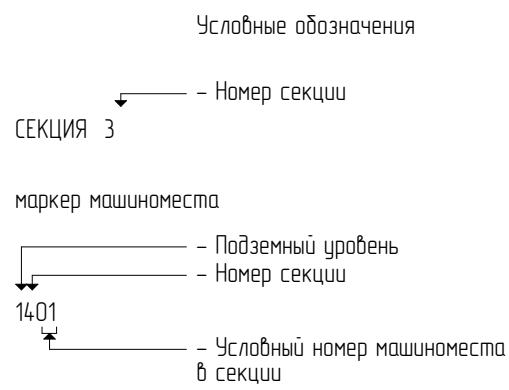 Условные обозначения
– Номер секции
СЕКЦИЯ 3
маркер машиноместа
– Подземный уровень
– Номер секции
1401
– Условный номер машиноместа
в секции